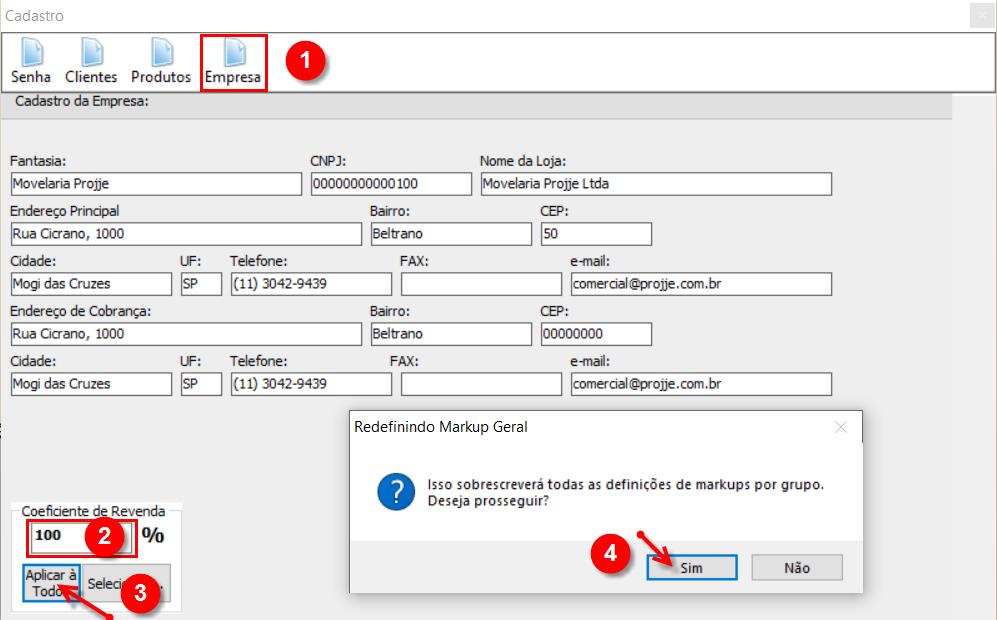 Cadastro
Senha Clientes Produtos Empresa 1
Cadastro da Empresa:
Fantasia: CNPJ: Nome da Loja:
Movelaria Projje 00000000000100 Movelaria Projje Ltda
Endereço Principal Bairro: CEP:
Rua Cicrano, 1000 Beltrano 50
Cidade: UF: Telefone: FAX: e-mail:
Mogi das Cruzes SP (11) 3042-9439 comercial@projje.com.br
Endereço de Cobrança: Bairro: CEP:
Rua Cicrano, 1000 Beltrano 00000000
Cidade: UF: Telefone: FAX: e-mail:
Mogi das Cruzes SP (11) 3042-9439 comercial@projje.com.br
Redefinindo Markup Geral
Isso sobrescreverá todas as definições de markups por grupo.
Deseja prosseguir?
4 Sim Não
Coeficiente de Revenda
100 2 %
Aplicar à
3